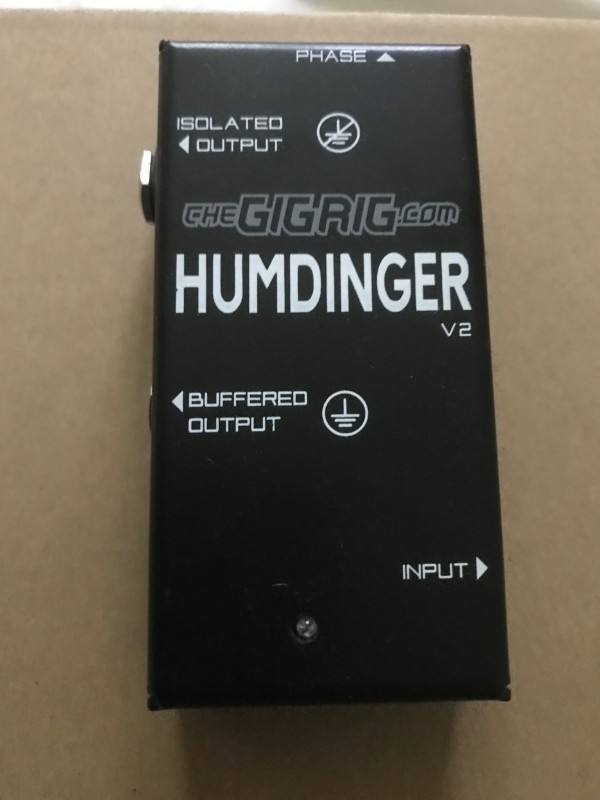 PHASE
ISOLATED
OUTPUT
THEGIGRIG.COM
HUMDINGER
V2
BUFFERED
OUTPUT
INPUT